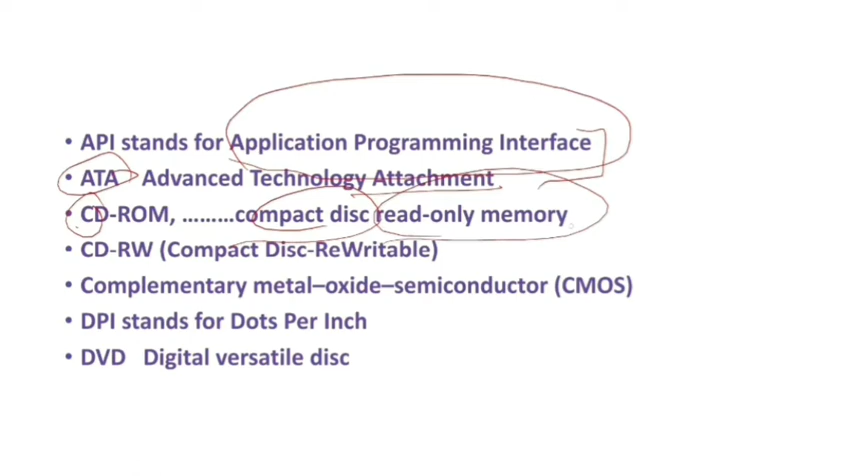 • API stands for Application Programming Interface
• ATA Advanced Technology Attachment
• CD-ROM, .........compact disc read-only memory
• CD-RW (Compact Disc-ReWritable)
• Complementary metal–oxide–semiconductor (CMOS)
• DPI stands for Dots Per Inch
• DVD Digital versatile disc